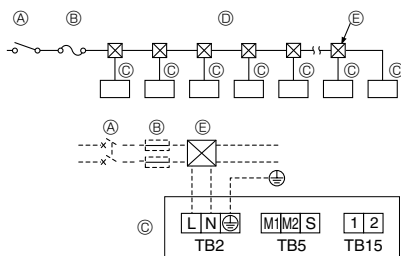 Ⓐ Ⓑ Ⓓ Ⓔ
Ⓒ Ⓒ Ⓒ Ⓒ Ⓒ Ⓒ Ⓒ
Ⓐ Ⓑ Ⓔ
Ⓒ L N M1 M2 S 1 2
TB2 TB5 TB15